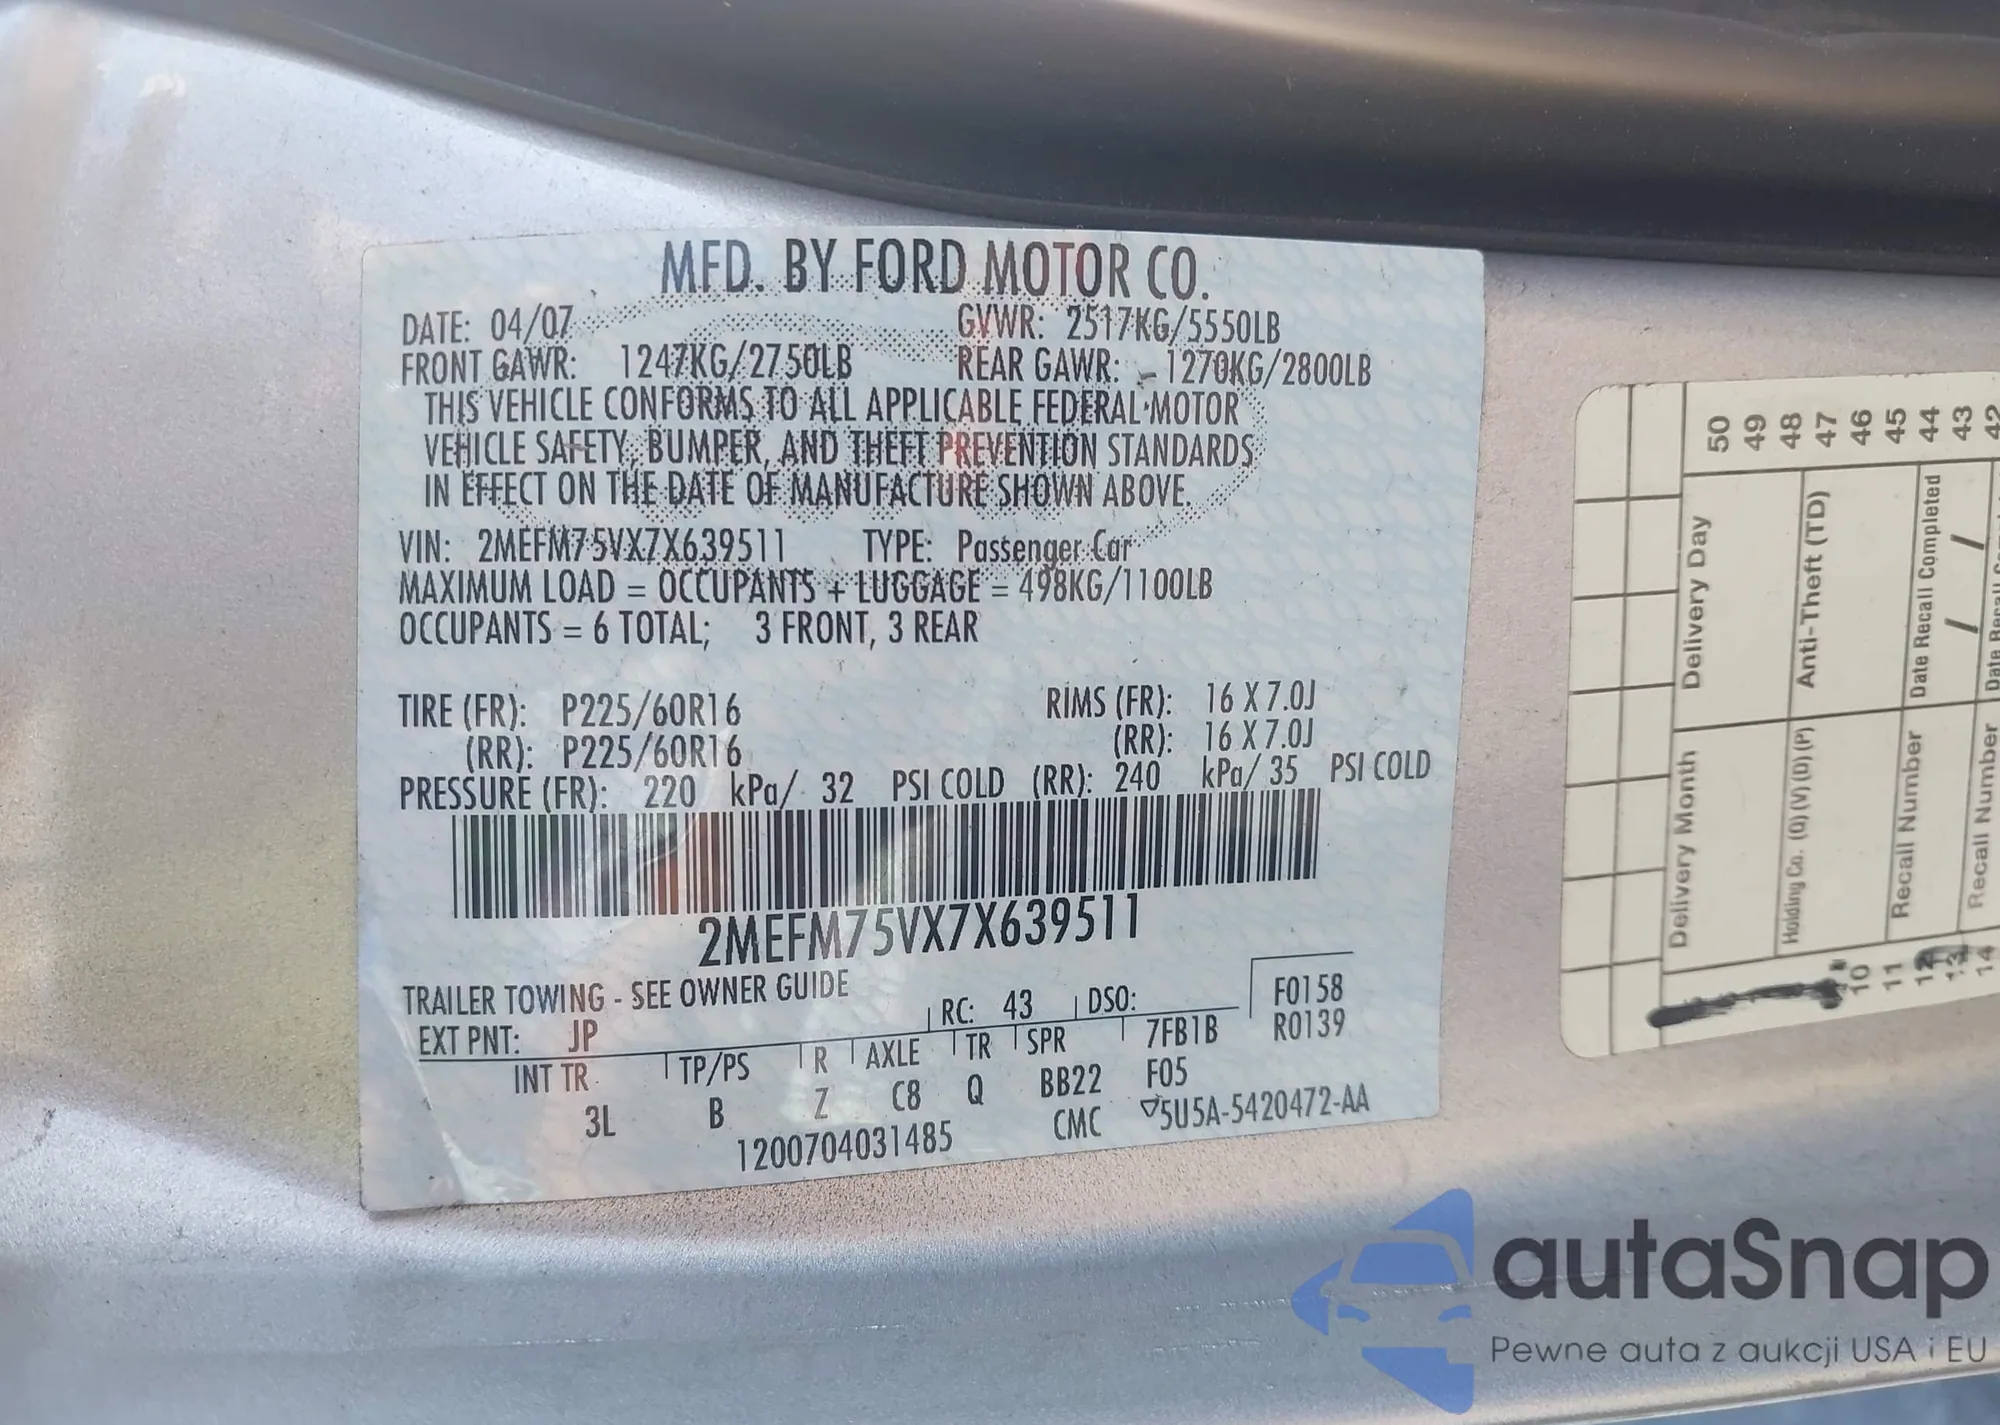 MFD. BY FORD MOTOR CO.
DATE: 04/07 GVWR: 2517KG/5550LB
FRONT GAWR: 1247KG/2750LB REAR GAWR: 1270KG/2800LB
THIS VEHICLE CONFORMS TO ALL APPLICABLE FEDERAL MOTOR
VEHICLE SAFETY, BUMPER, AND THEFT PREVENTION STANDARDS
IN EFFECT ON THE DATE OF MANUFACTURE SHOWN ABOVE.
VIN: 2MEFM75VX7X639511 TYPE: Passenger Car
MAXIMUM LOAD = OCCUPANTS + LUGGAGE = 498KG/1100LB
OCCUPANTS = 6 TOTAL; 3 FRONT, 3 REAR
TIRE (FR): P225/60R16 RIMS (FR): 16 X 7.0J
(RR): P225/60R16 (RR): 16 X 7.0J
PRESSURE (FR): 220 kPa/ 32 PSI COLD (RR): 240 kPa/ 35 PSI COLD
2MEFM75VX7X639511
TRAILER TOWING - SEE OWNER GUIDE
EXT PNT: JP RC: 43 DSO: F0158
R0139
INT TR TP/PS R AXLE TR SPR 7FB1B
3L B Z C8 Q BB22 F05
1200704031485 CMC ▽5U5A-5420472-AA
50
49
48
47
46
45
44
43
42
Delivery Month Delivery Day
Holding Co. (Q) (V) (D) (P) Anti-Theft (TD)
Recall Number Date Recall Completed / /
Recall Number
10
11
12
13
14
autaSnap
Pewne auta z aukcji USA i EU